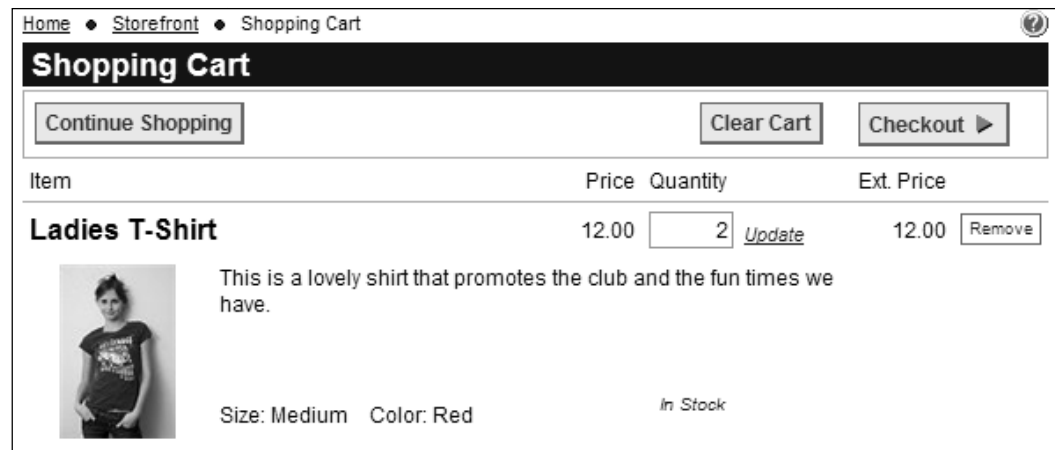 Home ● Storefront ● Shopping Cart
Shopping Cart
Continue Shopping Clear Cart Checkout ▶
Item Price Quantity Ext. Price
Ladies T-Shirt 12.00 2 Update 12.00 Remove
This is a lovely shirt that promotes the club and the fun times we
have.
Size: Medium Color: Red In Stock